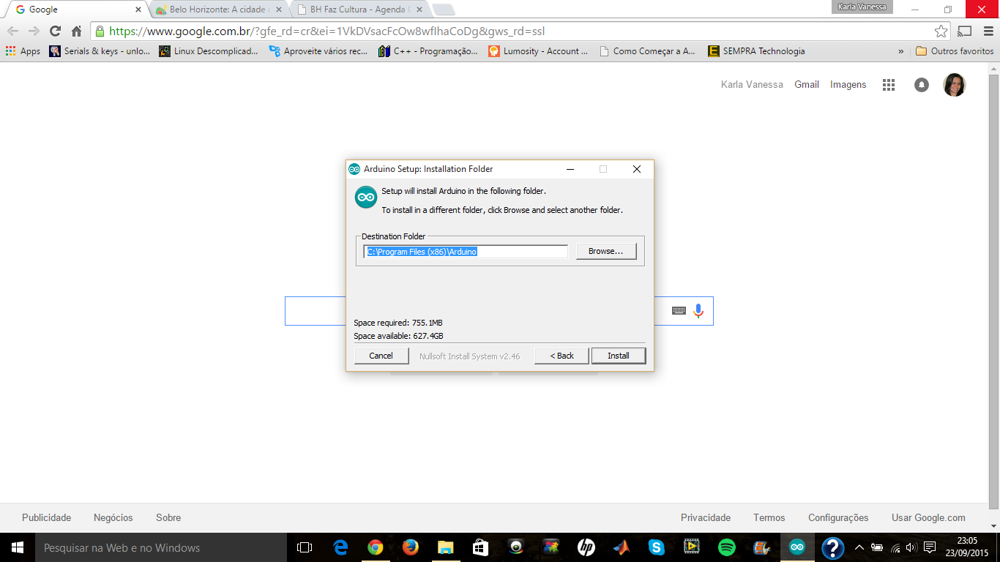 Google
Belo Horizonte: A cidade
BH Faz Cultura - Agenda
Karla Vanessa
https://www.google.com.br/?gfe_rd=cr&ei=1VkDVsacFcOw8wflhaCoDg&gws_rd=ssl
Apps
Serials & keys - unlo...
Linux Descomplicad...
Aproveite vários rec...
C++ - Programação...
Lumosity - Account ...
Como Começar a A...
SEMPRA Technologia
»
Outros favoritos
Karla Vanessa
Gmail
Imagens
Arduino Setup: Installation Folder
Setup will install Arduino in the following folder.
To install in a different folder, click Browse and select another folder.
Destination Folder
C:\Program Files (x86)\Arduino
Browse...
Space required: 755.1MB
Space available: 627.4GB
Cancel
Nullsoft Install System v2.46
< Back
Install
Publicidade
Negócios
Sobre
Privacidade
Termos
Configurações
Usar Google.com
Pesquisar na Web e no Windows
23:05
23/09/2015